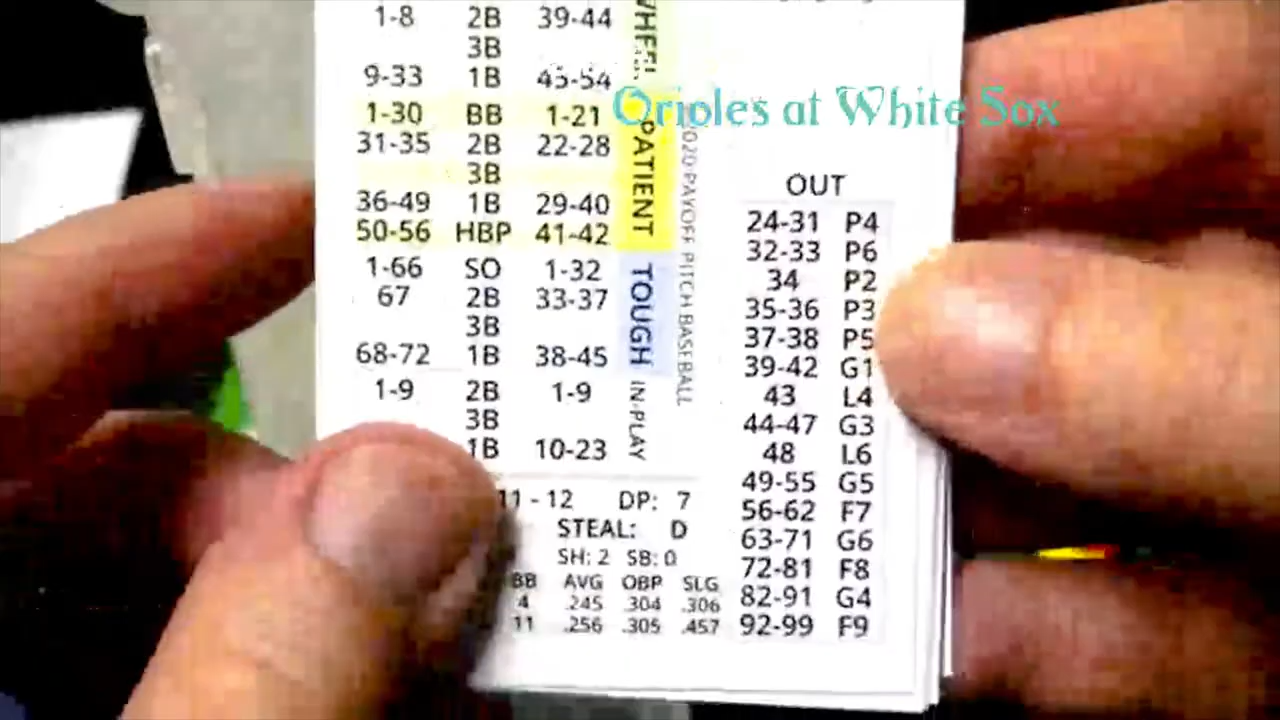 1-8 2B 39-44
3B
9-33 1B 45-54
1-30 BB 1-21
31-35 2B 22-28
3B
36-49 1B 29-40
50-56 HBP 41-42
1-66 SO 1-32
67 2B 33-37
3B
68-72 1B 38-45
1-9 2B 1-9
3B
1B 10-23
PATIENT
TOUGH
IN-PLAY
2020 PAYOFF PITCH BASEBALL
Orioles at White Sox
11 - 12 DP: 7
STEAL: D
SH: 2 SB: 0
BB AVG OBP SLG
4 .245 .304 .306
11 .256 .305 .457
OUT
24-31 P4
32-33 P6
34 P2
35-36 P3
37-38 P5
39-42 G1
43 L4
44-47 G3
48 L6
49-55 G5
56-62 F7
63-71 G6
72-81 F8
82-91 G4
92-99 F9